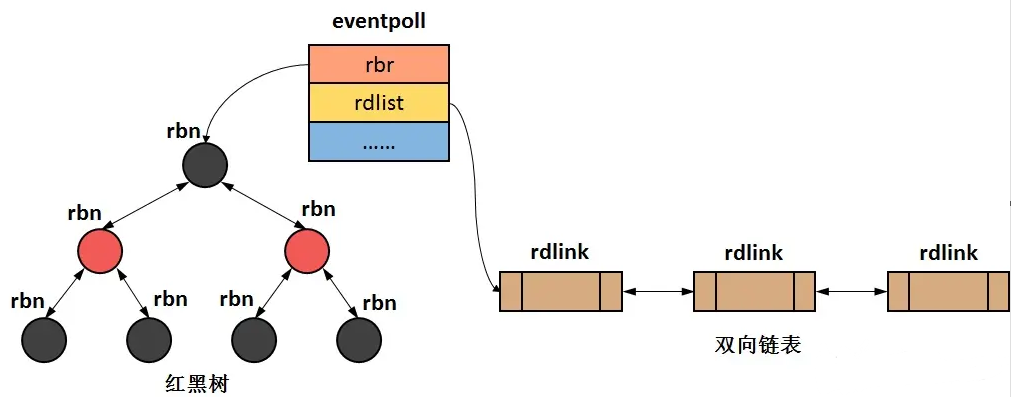 eventpoll
rbr
rdlist
……
rbn
rbn
rbn
rbn
rbn
rbn
rbn
红黑树
rdlink
rdlink
rdlink
双向链表